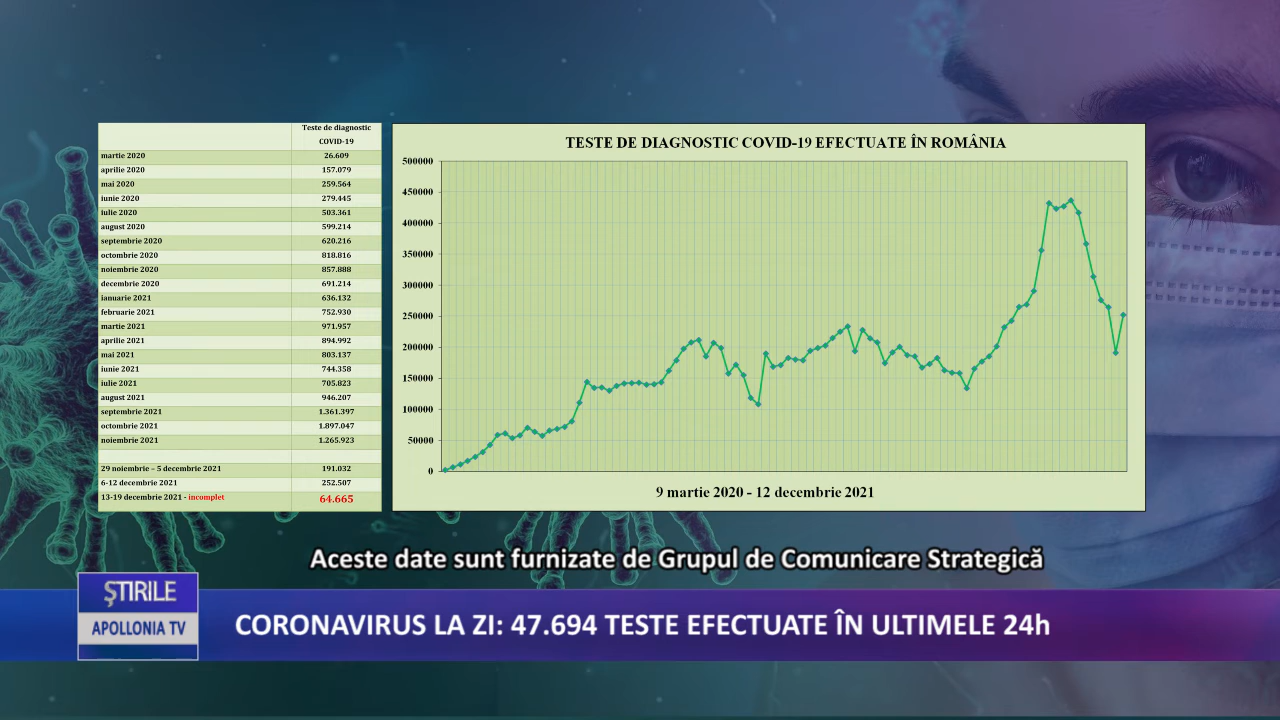 Teste de diagnostic
COVID-19
martie 2020 26.609
aprilie 2020 157.079
mai 2020 259.564
iunie 2020 279.445
iulie 2020 503.361
august 2020 599.214
septembrie 2020 620.216
octombrie 2020 818.816
noiembrie 2020 857.888
decembrie 2020 691.214
ianuarie 2021 636.132
februarie 2021 752.930
martie 2021 971.957
aprilie 2021 894.992
mai 2021 803.137
iunie 2021 744.358
iulie 2021 705.823
august 2021 946.207
septembrie 2021 1.361.397
octombrie 2021 1.897.047
noiembrie 2021 1.265.923
29 noiembrie – 5 decembrie 2021 191.032
6-12 decembrie 2021 252.507
13-19 decembrie 2021 - incomplet 64.665
TESTE DE DIAGNOSTIC COVID-19 EFECTUATE ÎN ROMÂNIA
500000
450000
400000
350000
300000
250000
200000
150000
100000
50000
0
9 martie 2020 - 12 decembrie 2021
Aceste date sunt furnizate de Grupul de Comunicare Strategică
ȘTIRILE
APOLLONIA TV
CORONAVIRUS LA ZI: 47.694 TESTE EFECTUATE ÎN ULTIMELE 24h